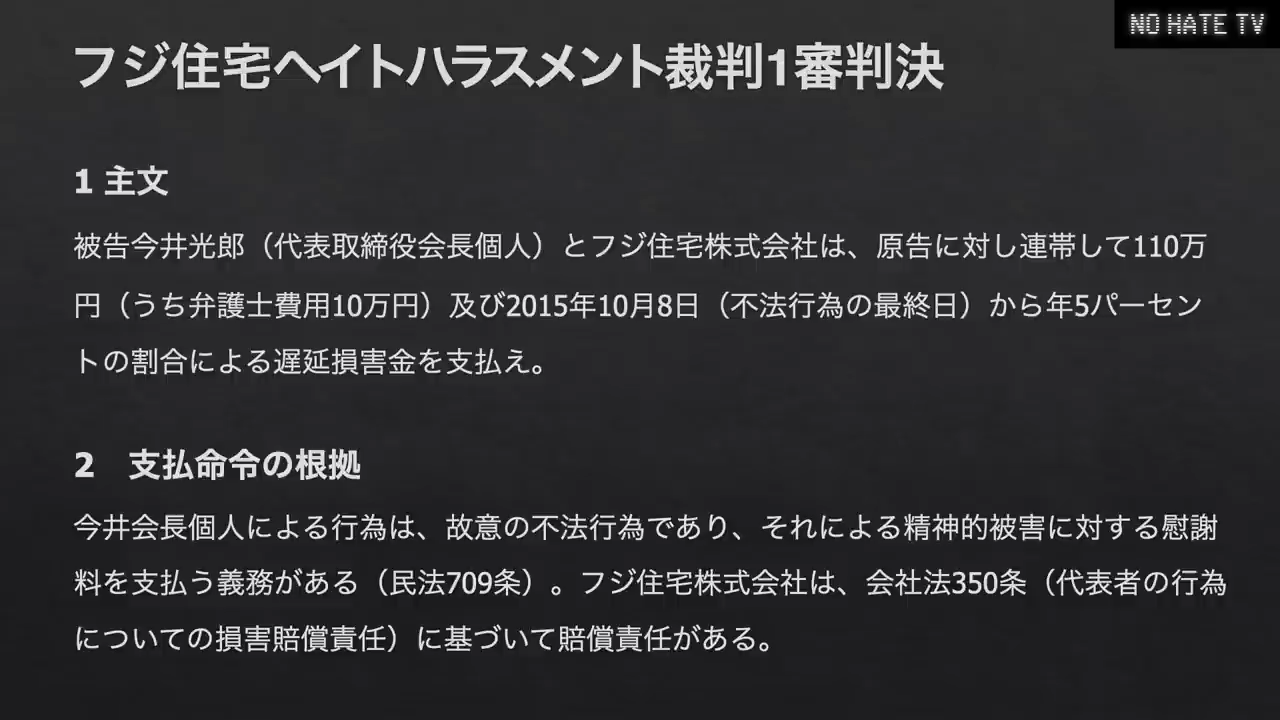 NO HATE TV
フジ住宅ヘイトハラスメント裁判1審判決
1 主文
被告今井光郎（代表取締役会長個人）とフジ住宅株式会社は、原告に対し連帯して110万
円（うち弁護士費用10万円）及び2015年10月8日（不法行為の最終日）から年5パーセン
トの割合による遅延損害金を支払え。
2　支払命令の根拠
今井会長個人による行為は、故意の不法行為であり、それによる精神的被害に対する慰謝
料を支払う義務がある（民法709条）。フジ住宅株式会社は、会社法350条（代表者の行為
についての損害賠償責任）に基づいて賠償責任がある。